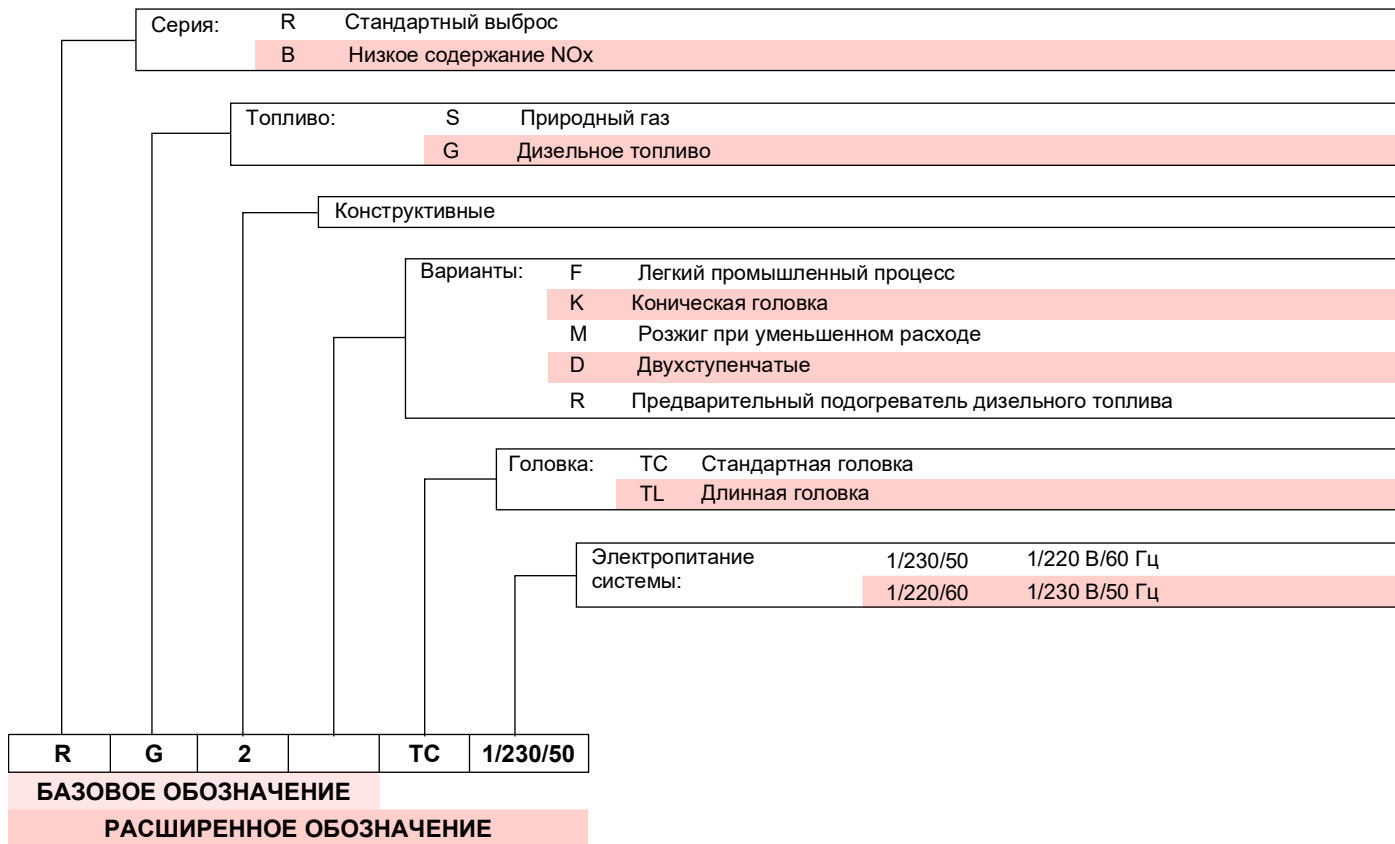 Серия: R Стандартный выброс
B Низкое содержание NOx
Топливо: S Природный газ
G Дизельное топливо
Конструктивные
Варианты: F Легкий промышленный процесс
K Коническая головка
M Розжиг при уменьшенном расходе
D Двухступенчатые
R Предварительный подогреватель дизельного топлива
Головка: TC Стандартная головка
TL Длинная головка
Электропитание системы: 1/230/50 1/220 В/60 Гц
1/220/60 1/230 В/50 Гц
R G 2 TC 1/230/50
БАЗОВОЕ ОБОЗНАЧЕНИЕ
РАСШИРЕННОЕ ОБОЗНАЧЕНИЕ